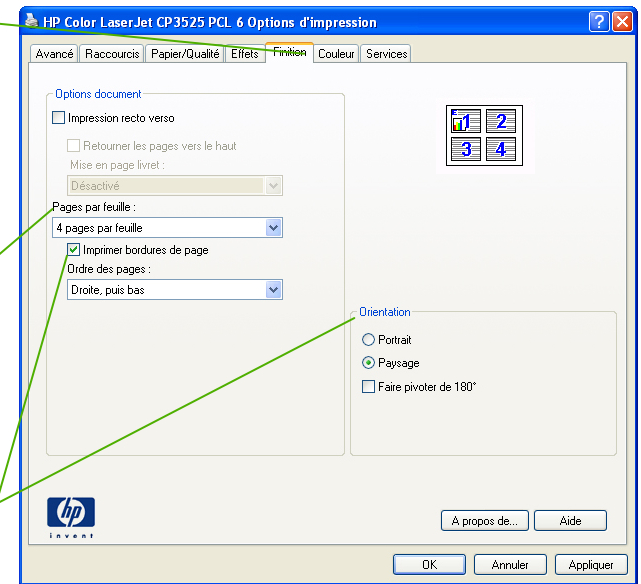 HP Color LaserJet CP3525 PCL 6 Options d'impression
Avancé Raccourcis Papier/Qualité Effets Finition Couleur Services
Options document
Impression recto verso
Retourner les pages vers le haut
Mise en page livret :
Désactivé
Pages par feuille :
4 pages par feuille
Imprimer bordures de page
Ordre des pages :
Droite, puis bas
1 2
3 4
Orientation
Portrait
Paysage
Faire pivoter de 180°
hp
invent
A propos de... Aide
OK Annuler Appliquer